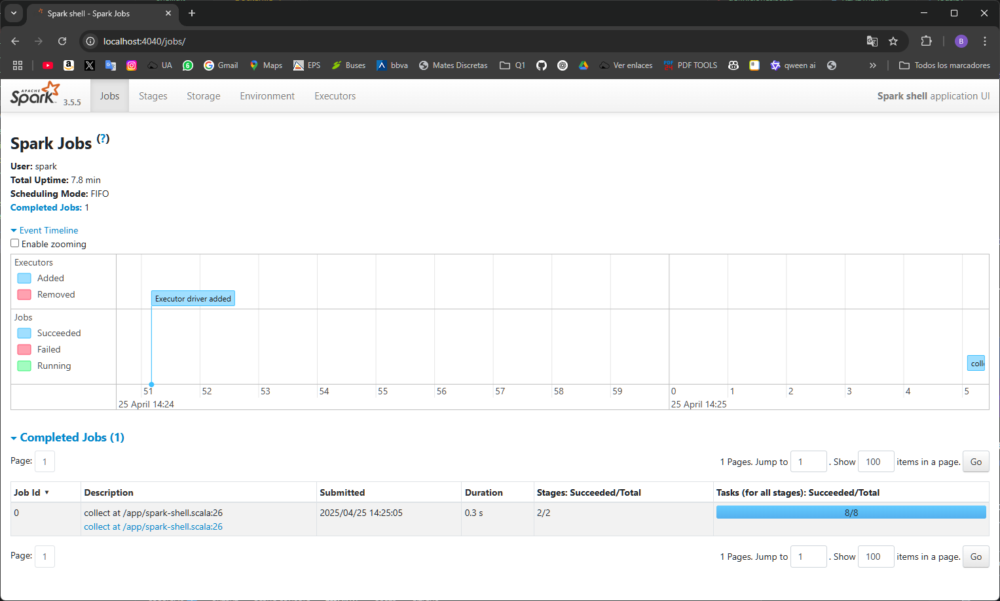 Spark shell - Spark Jobs
localhost:4040/jobs/
UA
6
Gmail
Maps
EPS
Buses
bbva
Mates Discretas
Q1
Ver enlaces
PDF TOOLS
qween ai
Todos los marcadores
B
APACHE Spark 3.5.5
Jobs
Stages
Storage
Environment
Executors
Spark shell application UI
Spark Jobs (?)
User: spark
Total Uptime: 7.8 min
Scheduling Mode: FIFO
Completed Jobs: 1
Event Timeline
Enable zooming
Executors
Added
Removed
Executor driver added
Jobs
Succeeded
Failed
Running
colle
51 52 53 54 55 56 57 58 59 0 1 2 3 4 5
25 April 14:24 25 April 14:25
Completed Jobs (1)
Page: 1 1 Pages. Jump to 1 . Show 100 items in a page. Go
Job Id ▾ Description Submitted Duration Stages: Succeeded/Total Tasks (for all stages): Succeeded/Total
0 collect at /app/spark-shell.scala:26 2025/04/25 14:25:05 0.3 s 2/2 8/8
collect at /app/spark-shell.scala:26
Page: 1 1 Pages. Jump to 1 . Show 100 items in a page. Go